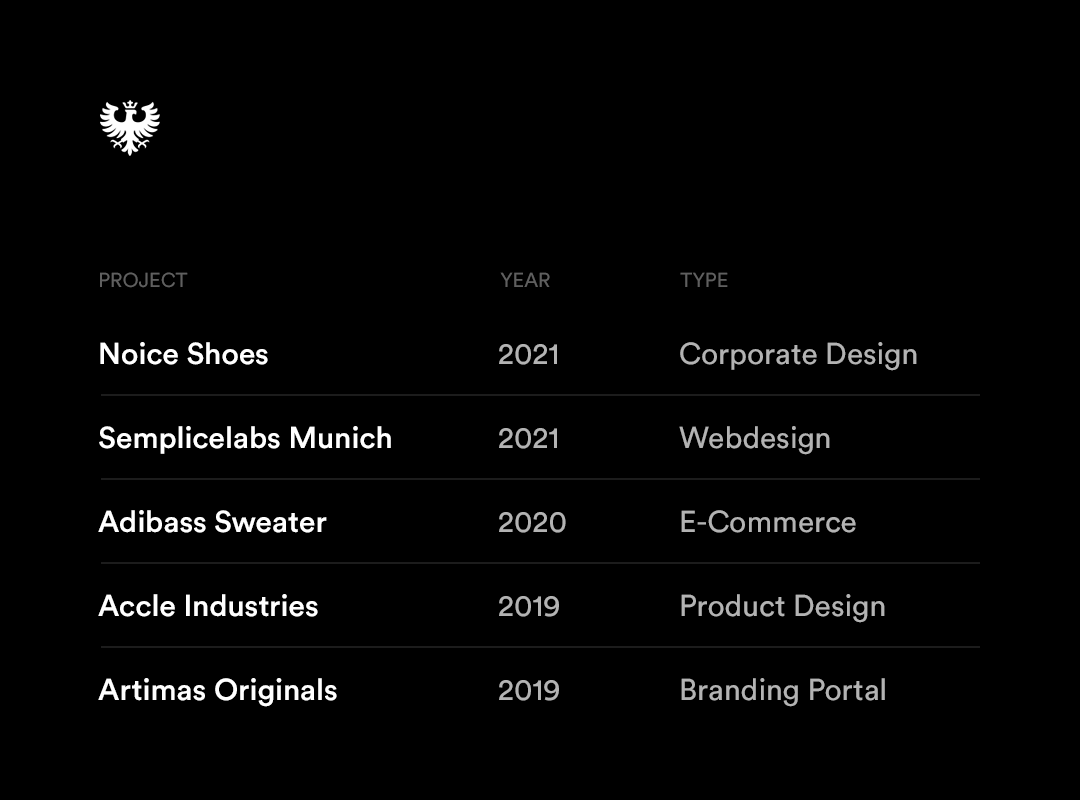 PROJECT YEAR TYPE
Noice Shoes 2021 Corporate Design
Semplicelabs Munich 2021 Webdesign
Adibass Sweater 2020 E-Commerce
Accle Industries 2019 Product Design
Artimas Originals 2019 Branding Portal